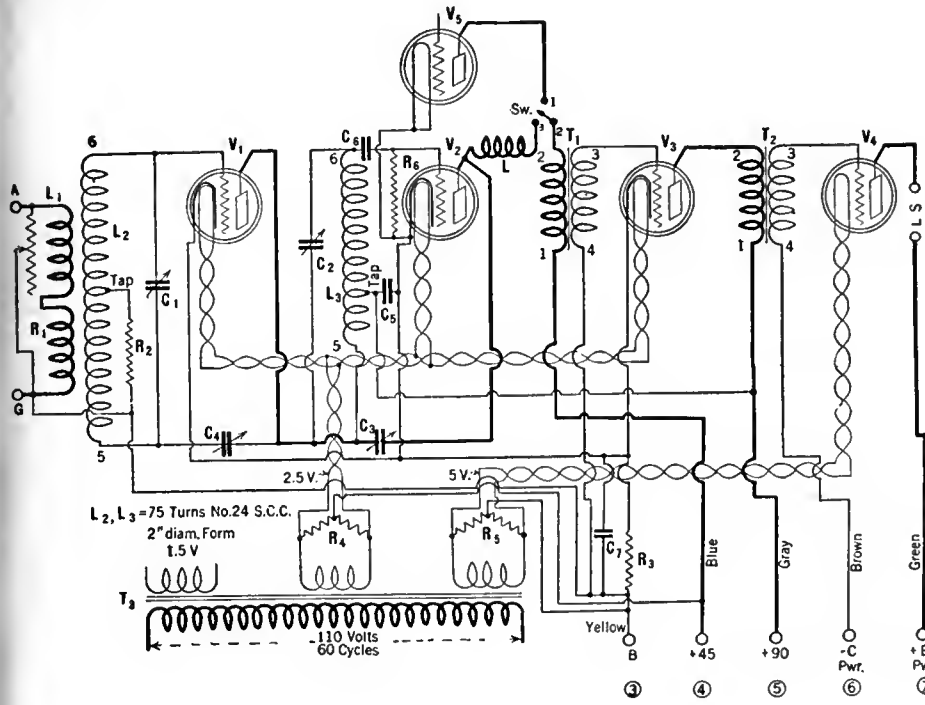 V5
1
Sw.
3 2
6 V1 C6 6 R6 V2 L T1 2 3 V3 T2 2 3 V4
A L1 L2 L S
Tap C1 C2 L3 Tap C5 1 4 1 4
R1 R2
G 5
5 C4 C3
2.5 V. 5 V.
L2, L3 = 75 Turns No.24 S.C.C.
2" diam. Form
1.5 V
R4 R5 C7 R3
Blue Gray Brown Green
T3
110 Volts
60 Cycles
Yellow
B +45 +90 -C Pwr. + B
③ ④ ⑤ ⑥